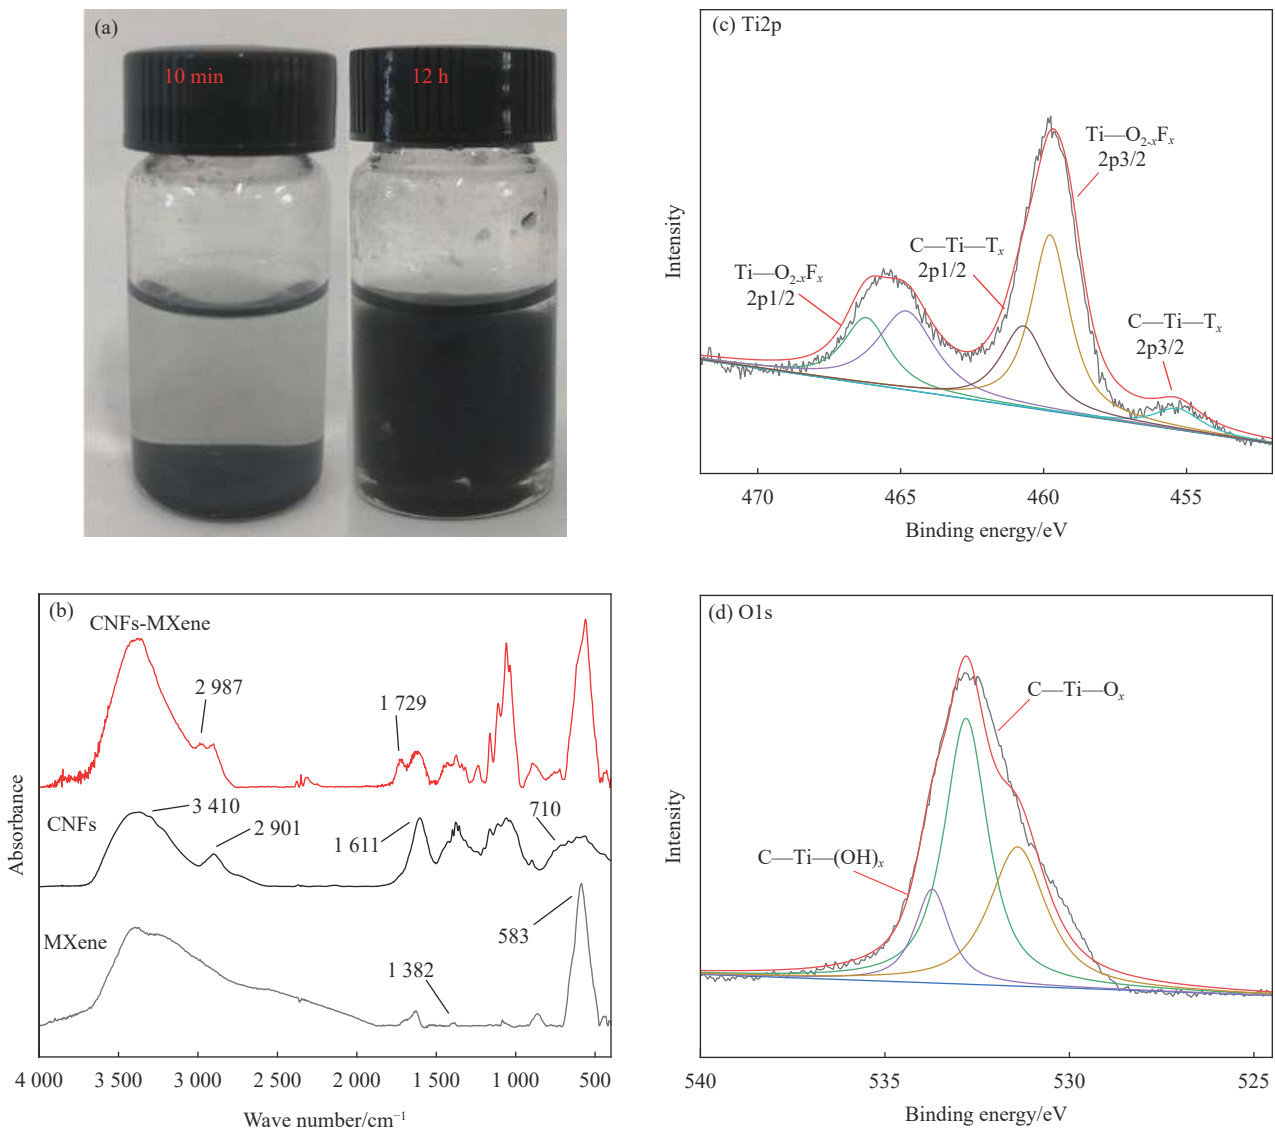 (a)
10 min
12 h
(b)
CNFs-MXene
2 987
1 729
3 410
CNFs
2 901
1 611
710
MXene
1 382
583
Absorbance
4 000 3 500 3 000 2 500 2 000 1 500 1 000 500
Wave number/cm⁻¹
(c) Ti2p
Ti—O₂₋ₓFₓ
2p3/2
C—Ti—Tₓ
2p1/2
Ti—O₂₋ₓFₓ
2p1/2
C—Ti—Tₓ
2p3/2
Intensity
470 465 460 455
Binding energy/eV
(d) O1s
C—Ti—Oₓ
C—Ti—(OH)ₓ
Intensity
540 535 530 525
Binding energy/eV